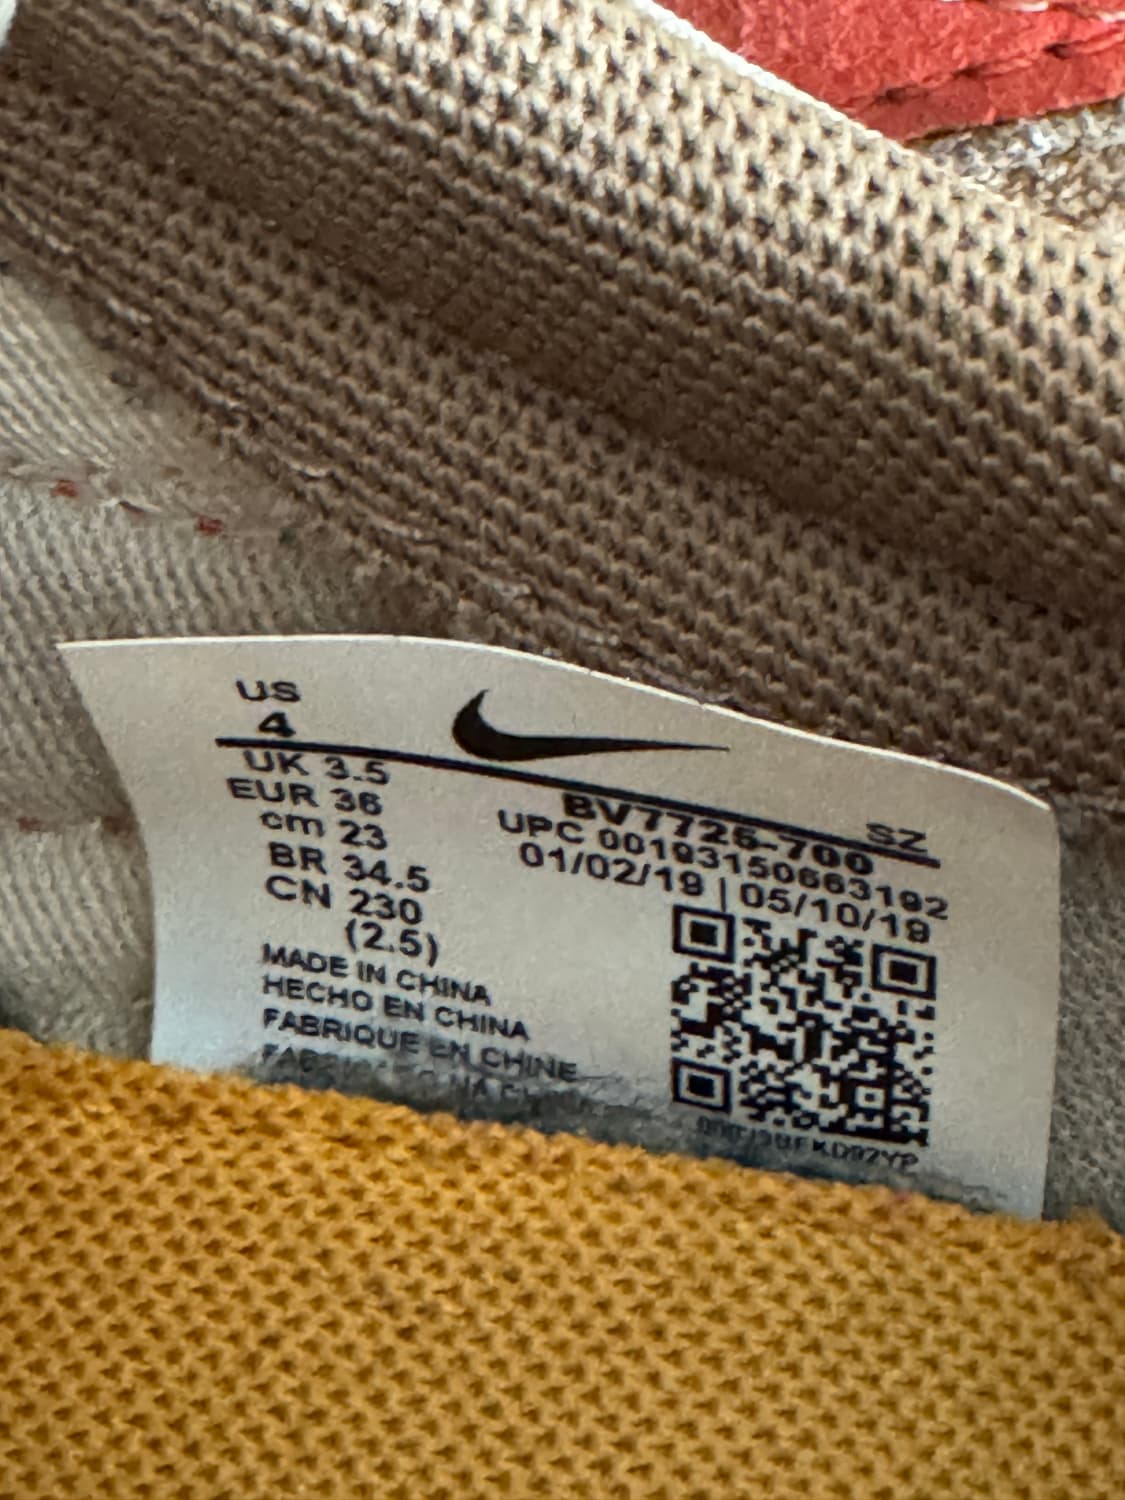 US
4
UK 3.5
EUR 36
cm 23
BR 34.5
CN 230
(2.5)
MADE IN CHINA
HECHO EN CHINA
FABRIQUE EN CHINE
SZ
BV7725-700
UPC 00193150663192
01/02/19 | 05/10/19